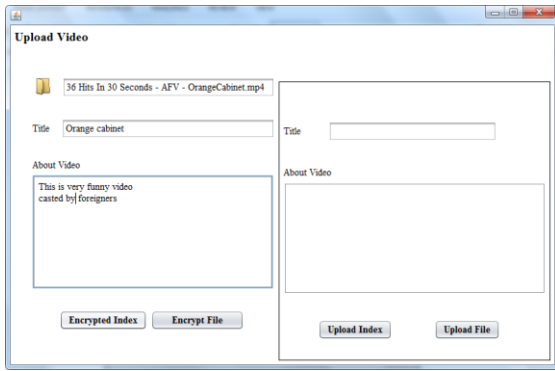 Upload Video
36 Hits In 30 Seconds - AFV - OrangeCabinet.mp4
Title
Orange cabinet
About Video
This is very funny video
casted by foreigners
Encrypted Index
Encrypt File
Title
About Video
Upload Index
Upload File